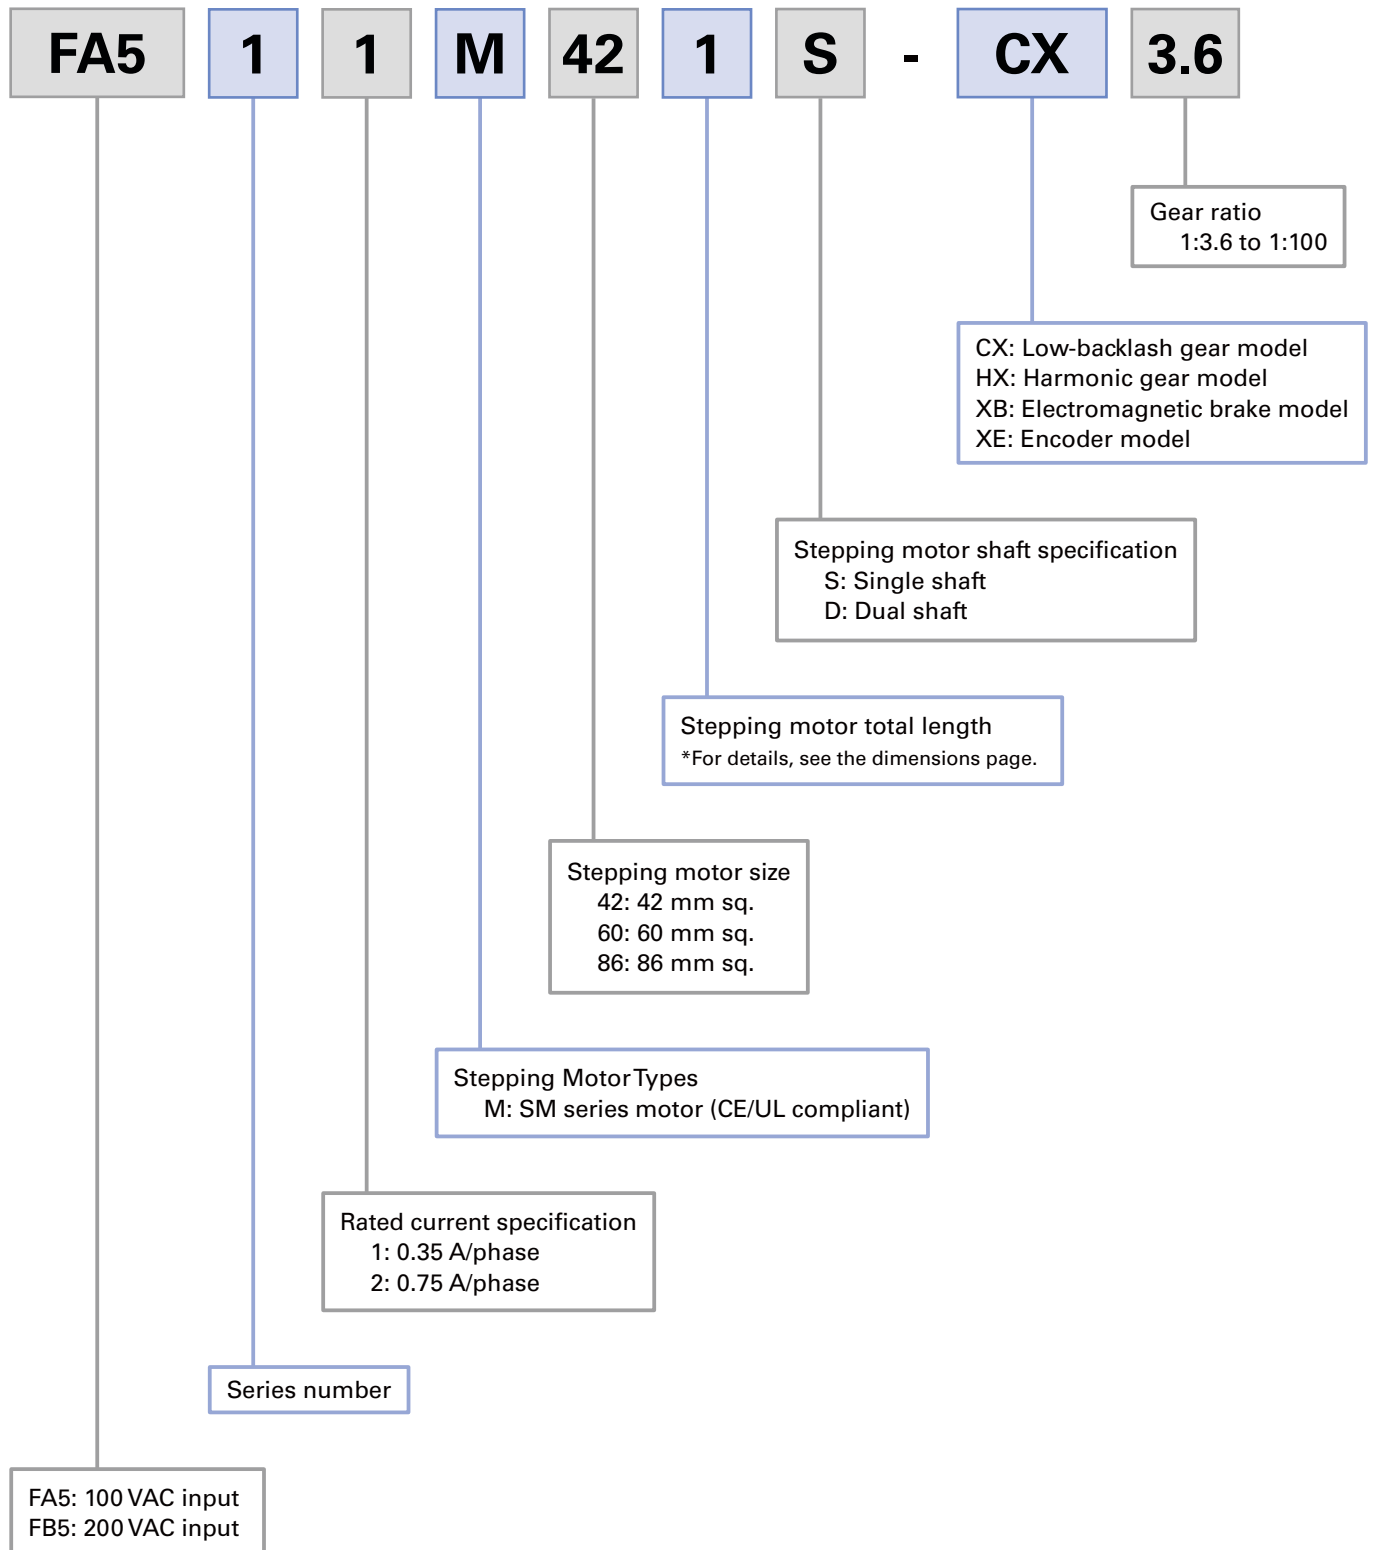 FA5 1 1 M 42 1 S - CX 3.6
Gear ratio
1:3.6 to 1:100
CX: Low-backlash gear model
HX: Harmonic gear model
XB: Electromagnetic brake model
XE: Encoder model
Stepping motor shaft specification
S: Single shaft
D: Dual shaft
Stepping motor total length
*For details, see the dimensions page.
Stepping motor size
42: 42 mm sq.
60: 60 mm sq.
86: 86 mm sq.
Stepping Motor Types
M: SM series motor (CE/UL compliant)
Rated current specification
1: 0.35 A/phase
2: 0.75 A/phase
Series number
FA5: 100 VAC input
FB5: 200 VAC input